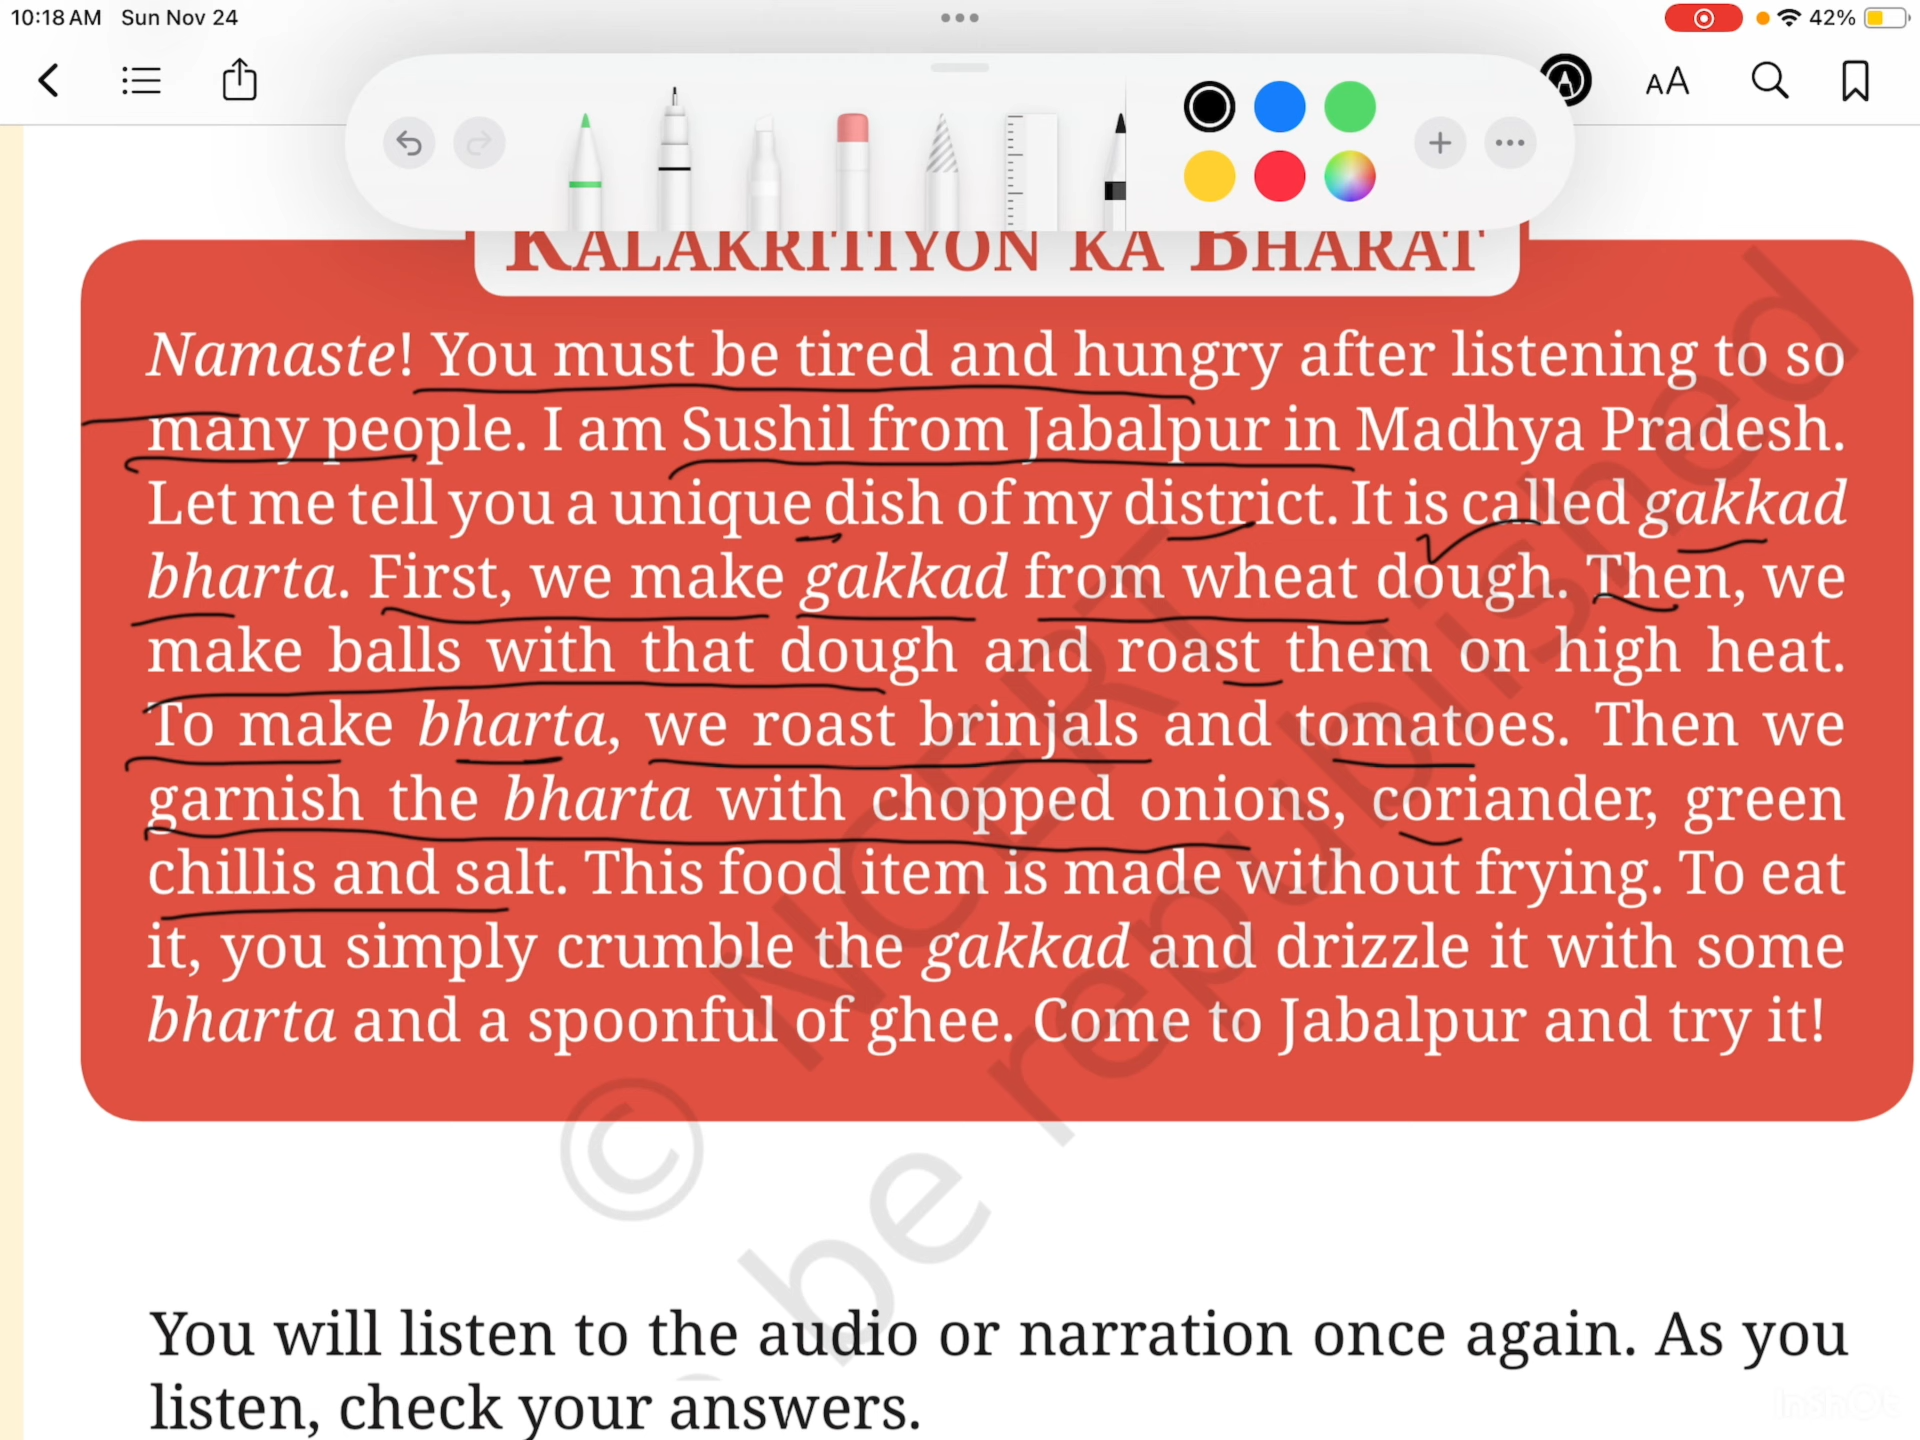 10:18 AM Sun Nov 24
42%
AA
KALAKRITIYON KA BHARAT
Namaste! You must be tired and hungry after listening to so
many people. I am Sushil from Jabalpur in Madhya Pradesh.
Let me tell you a unique dish of my district. It is called gakkad
bharta. First, we make gakkad from wheat dough. Then, we
make balls with that dough and roast them on high heat.
To make bharta, we roast brinjals and tomatoes. Then we
garnish the bharta with chopped onions, coriander, green
chillis and salt. This food item is made without frying. To eat
it, you simply crumble the gakkad and drizzle it with some
bharta and a spoonful of ghee. Come to Jabalpur and try it!
© NCERT
be republished
You will listen to the audio or narration once again. As you
listen, check your answers.
InShOt